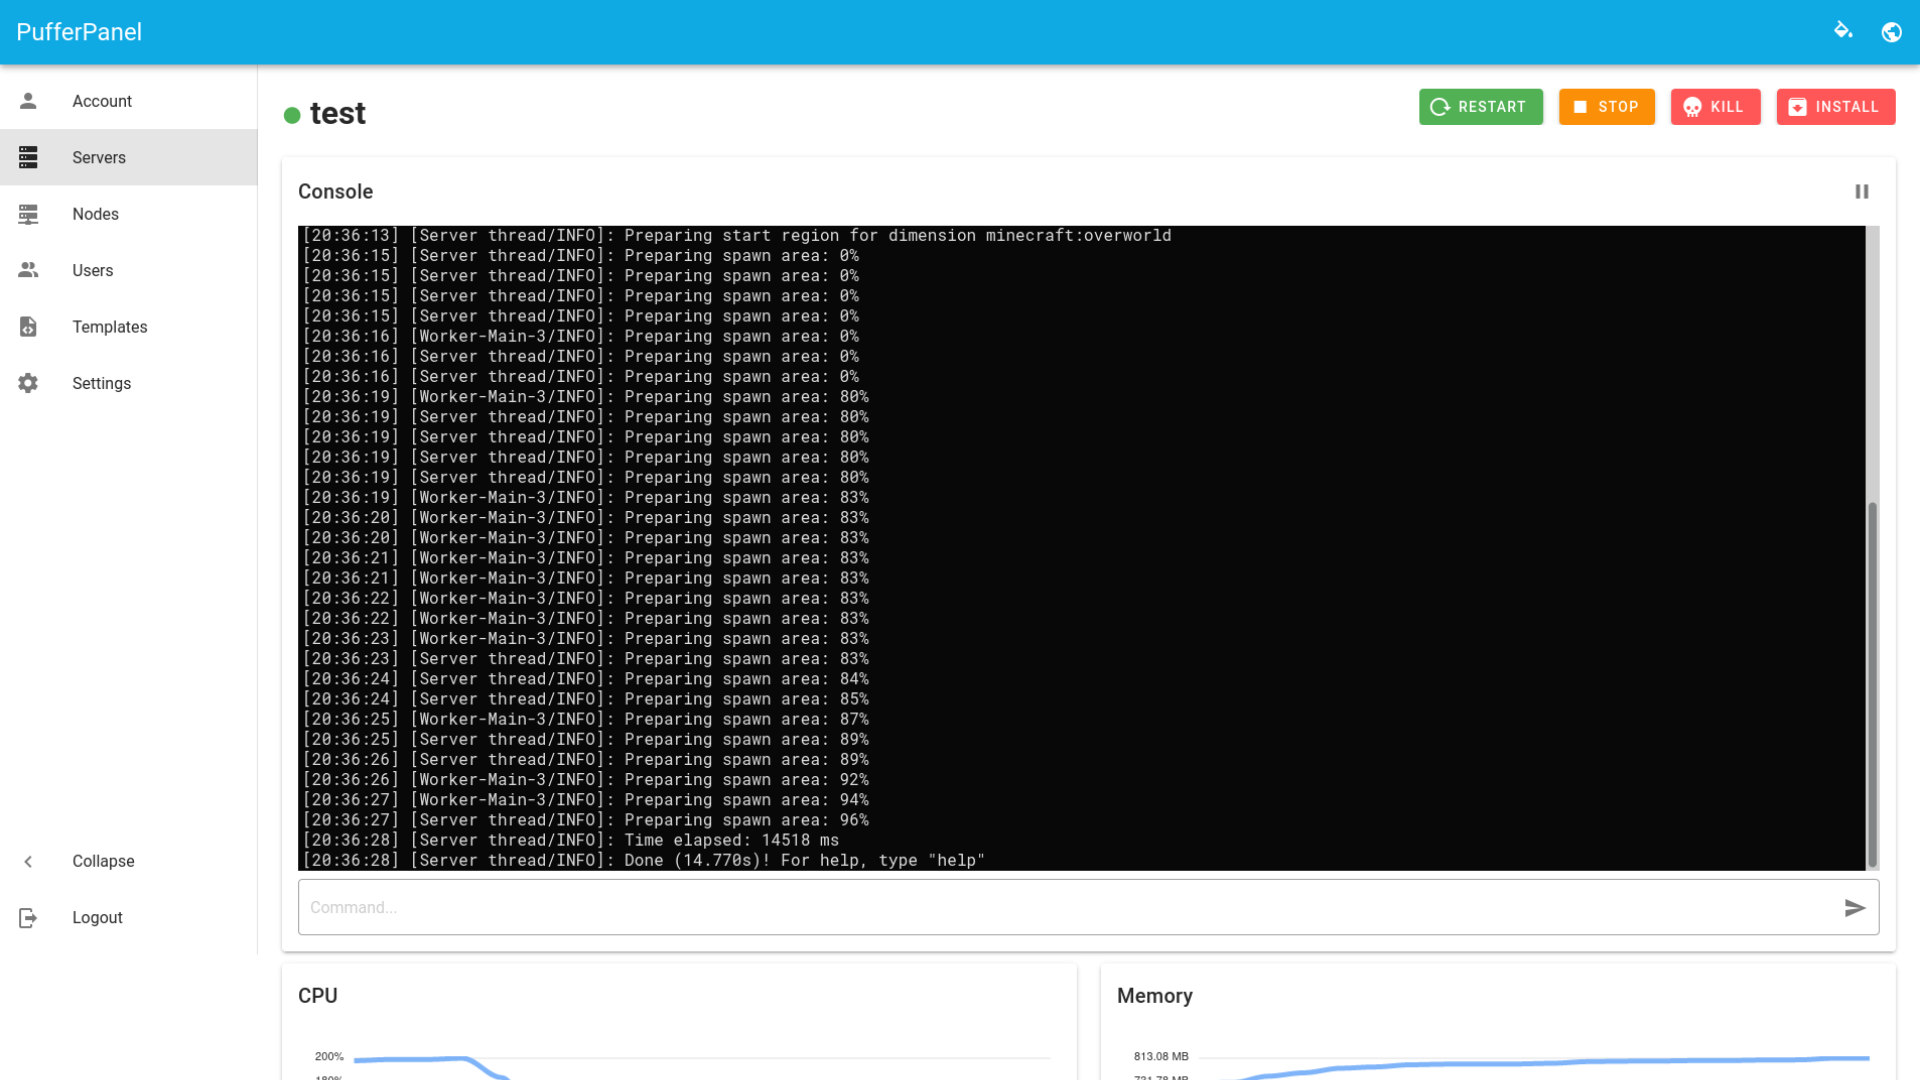 PufferPanel
Account
Servers
Nodes
Users
Templates
Settings
Collapse
Logout
test
RESTART
STOP
KILL
INSTALL
Console
[20:36:13] [Server thread/INFO]: Preparing start region for dimension minecraft:overworld
[20:36:15] [Server thread/INFO]: Preparing spawn area: 0%
[20:36:15] [Server thread/INFO]: Preparing spawn area: 0%
[20:36:15] [Server thread/INFO]: Preparing spawn area: 0%
[20:36:15] [Server thread/INFO]: Preparing spawn area: 0%
[20:36:16] [Worker-Main-3/INFO]: Preparing spawn area: 0%
[20:36:16] [Server thread/INFO]: Preparing spawn area: 0%
[20:36:16] [Server thread/INFO]: Preparing spawn area: 0%
[20:36:19] [Worker-Main-3/INFO]: Preparing spawn area: 80%
[20:36:19] [Server thread/INFO]: Preparing spawn area: 80%
[20:36:19] [Server thread/INFO]: Preparing spawn area: 80%
[20:36:19] [Server thread/INFO]: Preparing spawn area: 80%
[20:36:19] [Server thread/INFO]: Preparing spawn area: 80%
[20:36:19] [Worker-Main-3/INFO]: Preparing spawn area: 83%
[20:36:20] [Worker-Main-3/INFO]: Preparing spawn area: 83%
[20:36:20] [Worker-Main-3/INFO]: Preparing spawn area: 83%
[20:36:21] [Worker-Main-3/INFO]: Preparing spawn area: 83%
[20:36:21] [Worker-Main-3/INFO]: Preparing spawn area: 83%
[20:36:22] [Worker-Main-3/INFO]: Preparing spawn area: 83%
[20:36:22] [Worker-Main-3/INFO]: Preparing spawn area: 83%
[20:36:23] [Worker-Main-3/INFO]: Preparing spawn area: 83%
[20:36:23] [Server thread/INFO]: Preparing spawn area: 83%
[20:36:24] [Server thread/INFO]: Preparing spawn area: 84%
[20:36:24] [Server thread/INFO]: Preparing spawn area: 85%
[20:36:25] [Worker-Main-3/INFO]: Preparing spawn area: 87%
[20:36:25] [Server thread/INFO]: Preparing spawn area: 89%
[20:36:26] [Server thread/INFO]: Preparing spawn area: 89%
[20:36:26] [Worker-Main-3/INFO]: Preparing spawn area: 92%
[20:36:27] [Worker-Main-3/INFO]: Preparing spawn area: 94%
[20:36:27] [Server thread/INFO]: Preparing spawn area: 96%
[20:36:28] [Server thread/INFO]: Time elapsed: 14518 ms
[20:36:28] [Server thread/INFO]: Done (14.770s)! For help, type "help"
Command...
CPU
200%
Memory
813.08 MB